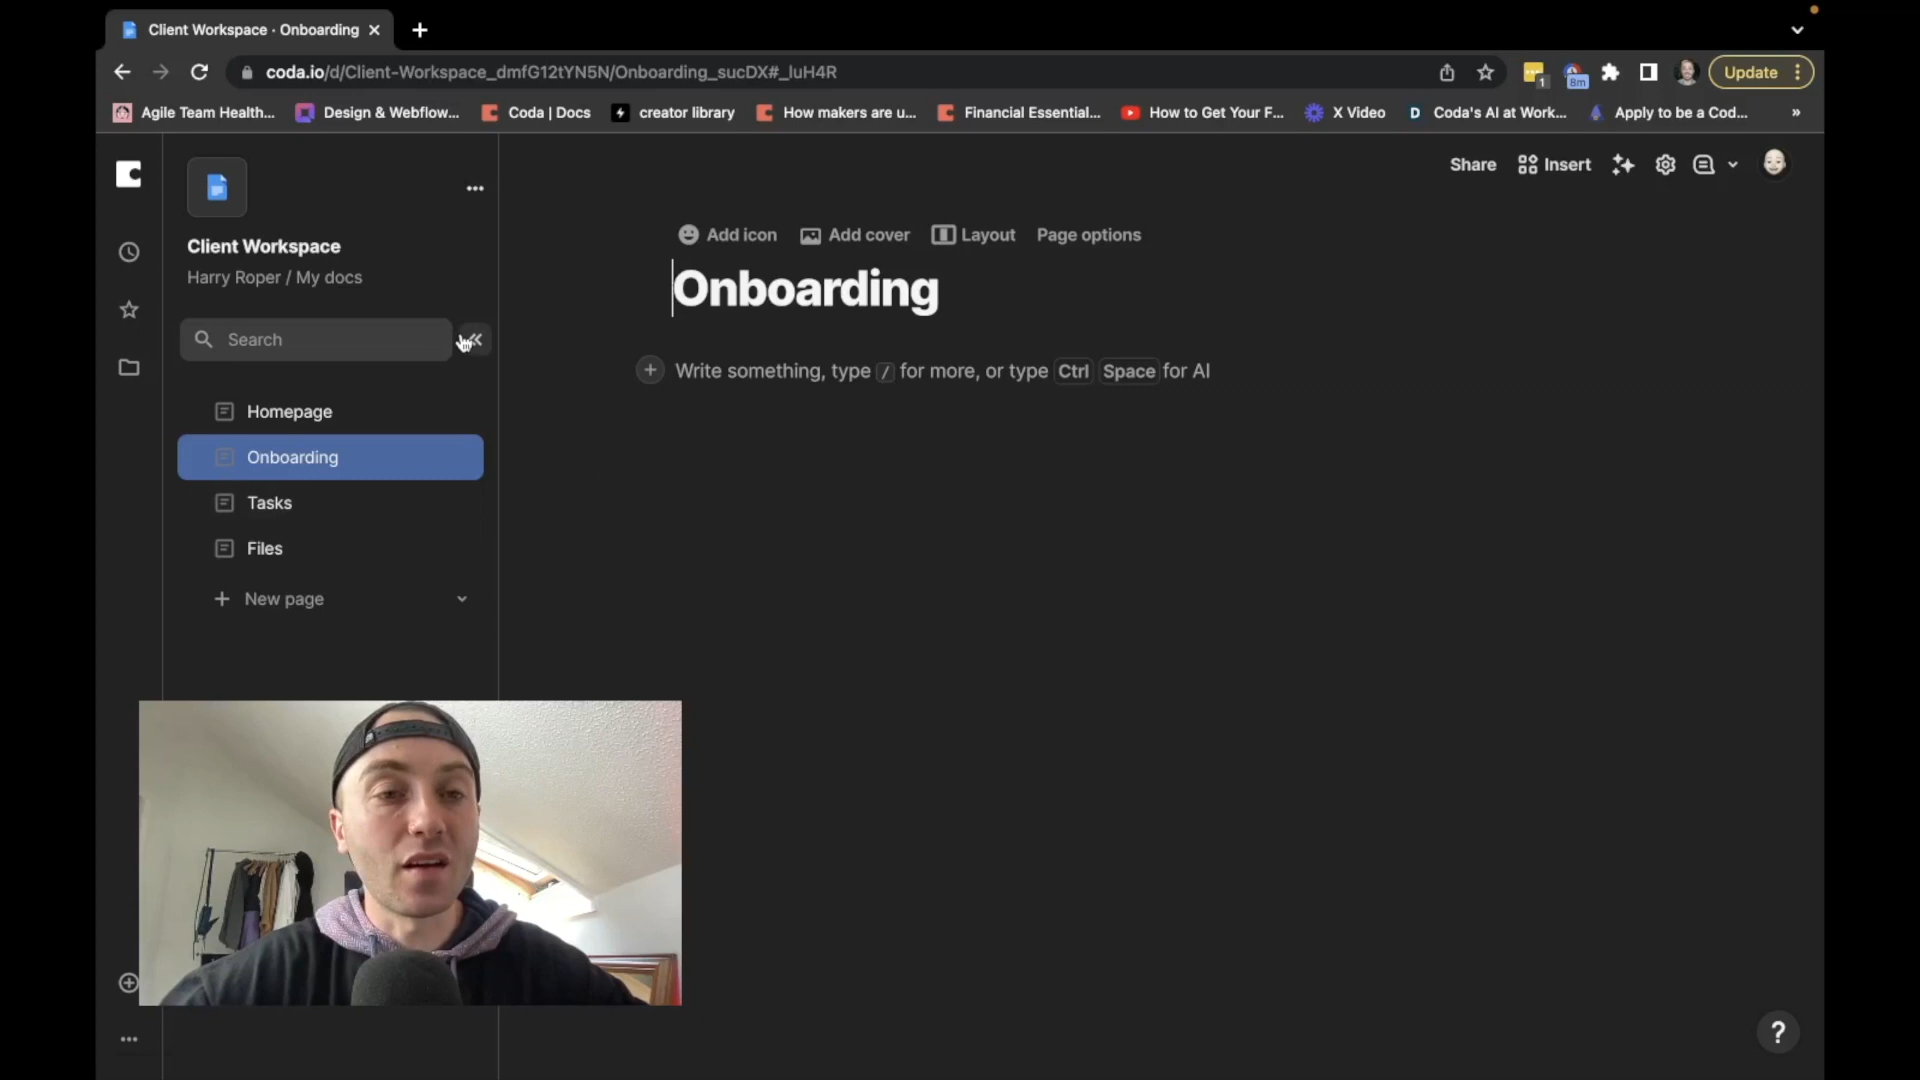 Client Workspace · Onboarding
coda.io/d/Client-Workspace_dmfG12tYN5N/Onboarding_sucDX#_luH4R
1
8m
Update
Agile Team Health...
Design & Webflow...
Coda | Docs
creator library
How makers are u...
Financial Essential...
How to Get Your F...
X Video
D
Coda's AI at Work...
Apply to be a Cod...
»
Share
Insert
Client Workspace
Harry Roper / My docs
Search
Homepage
Onboarding
Tasks
Files
New page
Add icon
Add cover
Layout
Page options
Onboarding
Write something, type / for more, or type Ctrl Space for AI
?